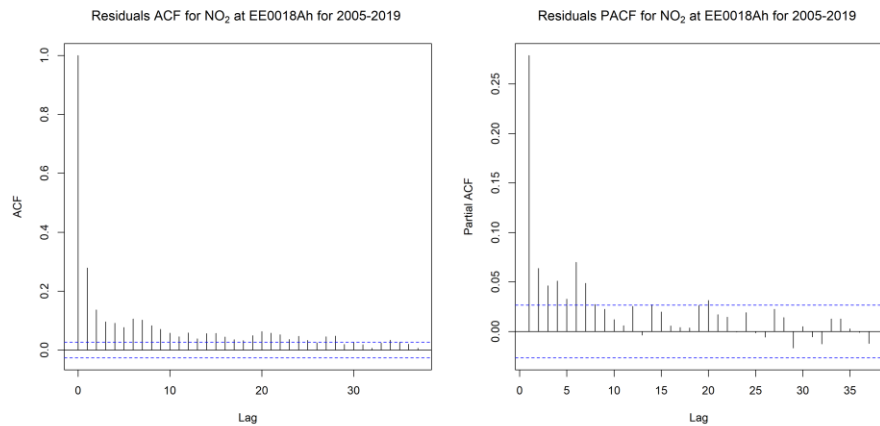 Residuals ACF for NO₂ at EE0018Ah for 2005-2019
ACF
1.0
0.8
0.6
0.4
0.2
0.0
0 10 20 30
Lag
Residuals PACF for NO₂ at EE0018Ah for 2005-2019
Partial ACF
0.25
0.20
0.15
0.10
0.05
0.00
0 5 10 15 20 25 30 35
Lag